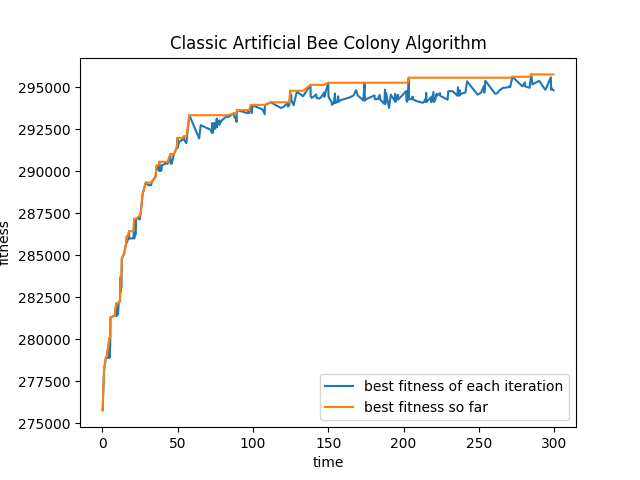 Classic Artificial Bee Colony Algorithm
295000
292500
290000
287500
285000
282500
280000
277500
275000
fitness
best fitness of each iteration
best fitness so far
0 50 100 150 200 250 300
time